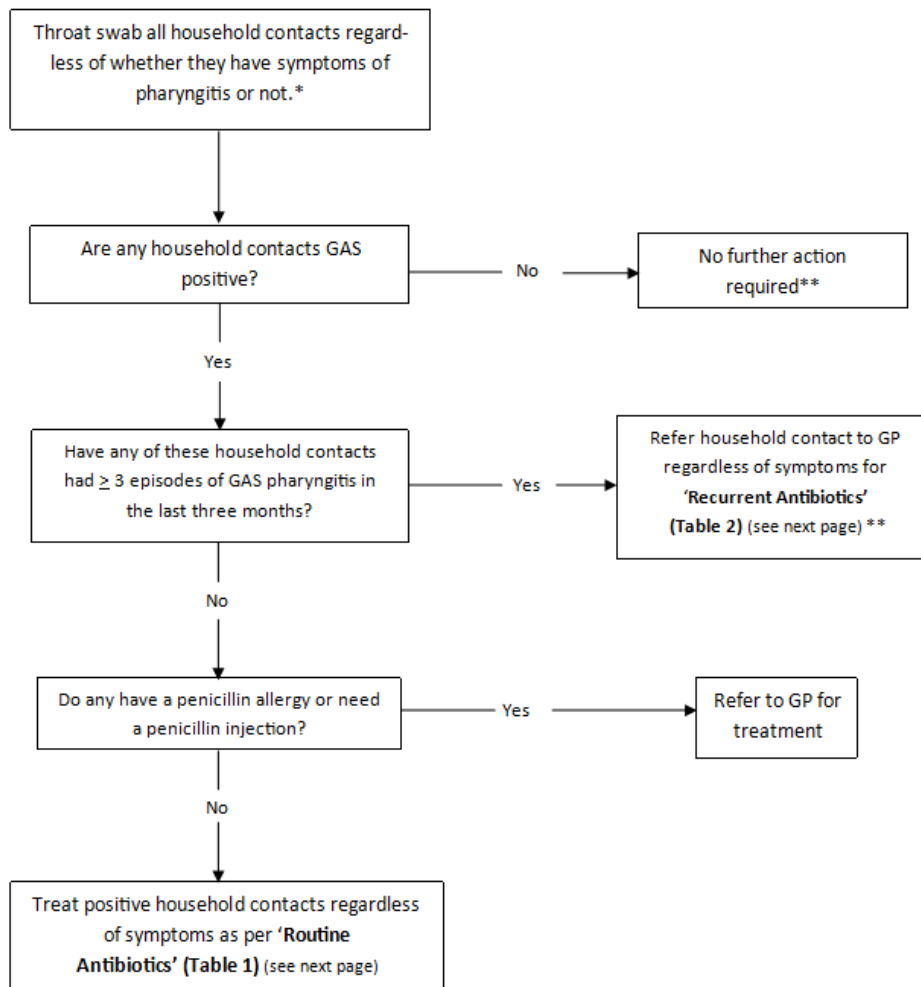 Throat swab all household contacts regard-
less of whether they have symptoms of
pharyngitis or not.*
Are any household contacts GAS
positive?
No
No further action
required**
Yes
Have any of these household contacts
had ≥ 3 episodes of GAS pharyngitis in
the last three months?
Yes
Refer household contact to GP
regardless of symptoms for
‘Recurrent Antibiotics’
(Table 2) (see next page) **
No
Do any have a penicillin allergy or need
a penicillin injection?
Yes
Refer to GP for
treatment
No
Treat positive household contacts regardless
of symptoms as per ‘Routine
Antibiotics’ (Table 1) (see next page)